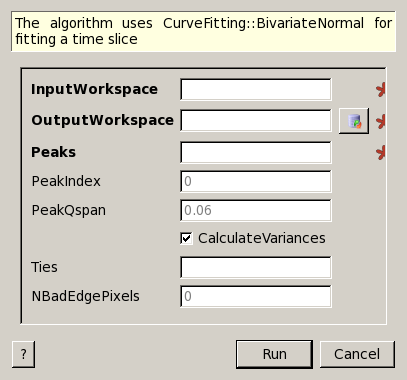 The algorithm uses CurveFitting::BivariateNormal for
fitting a time slice
InputWorkspace
OutputWorkspace
Peaks
PeakIndex 0
PeakQspan 0.06
CalculateVariances
Ties
NBadEdgePixels 0
? Run Cancel